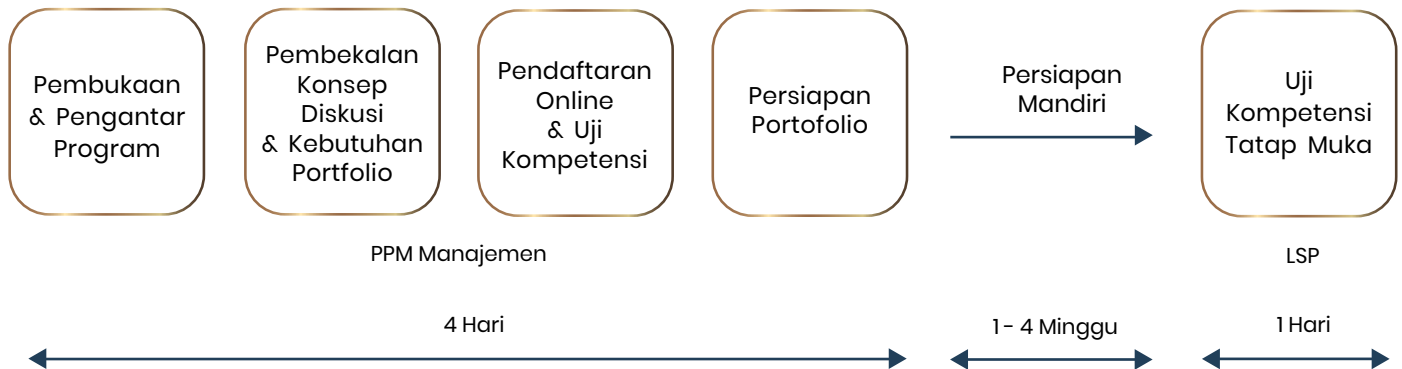 Pembukaan
& Pengantar
Program
Pembekalan
Konsep
Diskusi
& Kebutuhan
Portfolio
Pendaftaran
Online
& Uji
Kompetensi
Persiapan
Portofolio
Persiapan
Mandiri
Uji
Kompetensi
Tatap Muka
PPM Manajemen
LSP
4 Hari
1 - 4 Minggu
1 Hari